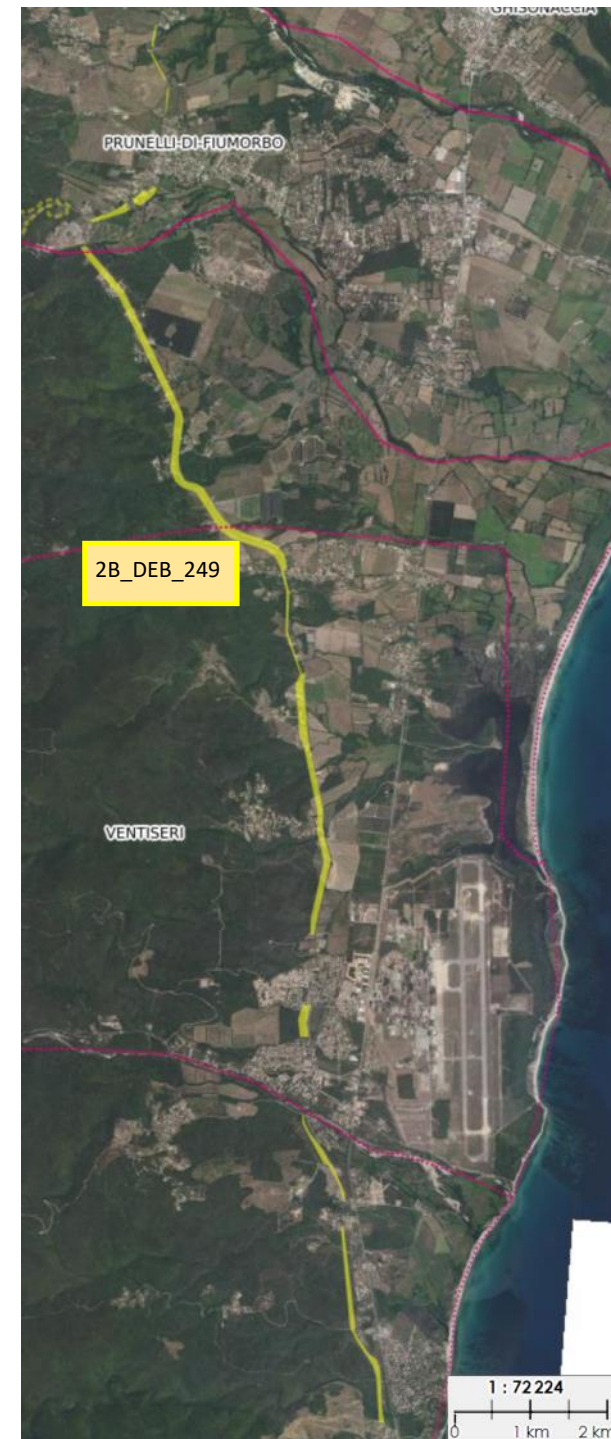 GHISONACCIA
PRUNELLI-DI-FIUMORBO
2B_DEB_249
VENTISERI
1 : 72 224
0 1 km 2 km